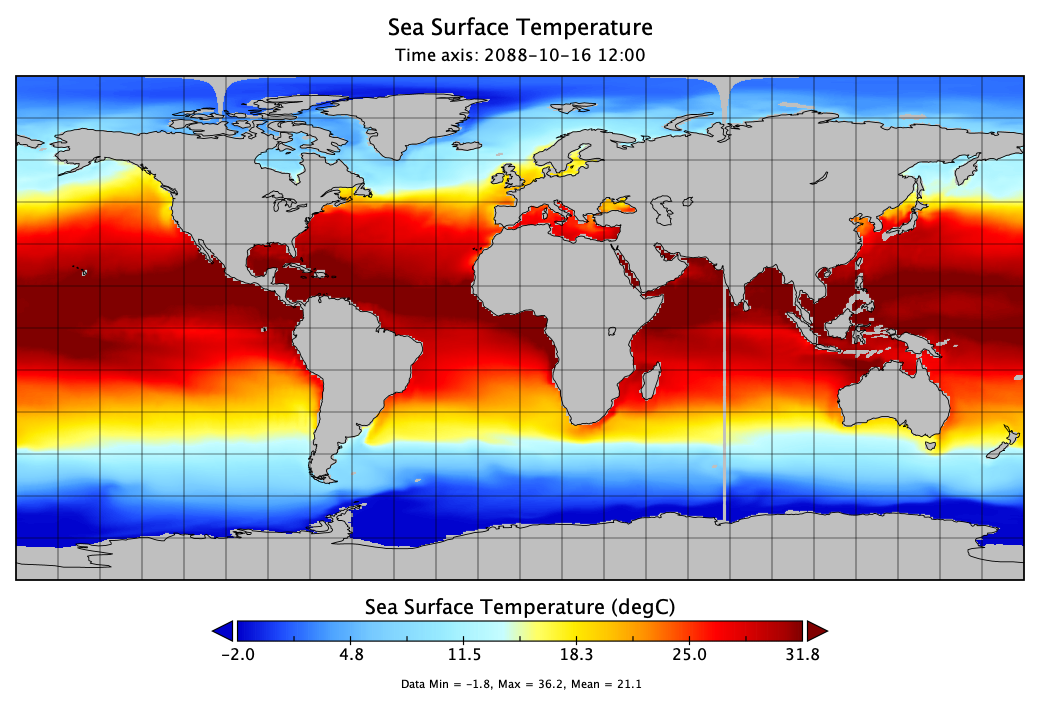 Sea Surface Temperature
Time axis: 2088-10-16 12:00
Sea Surface Temperature (degC)
-2.0 4.8 11.5 18.3 25.0 31.8
Data Min = -1.8, Max = 36.2, Mean = 21.1